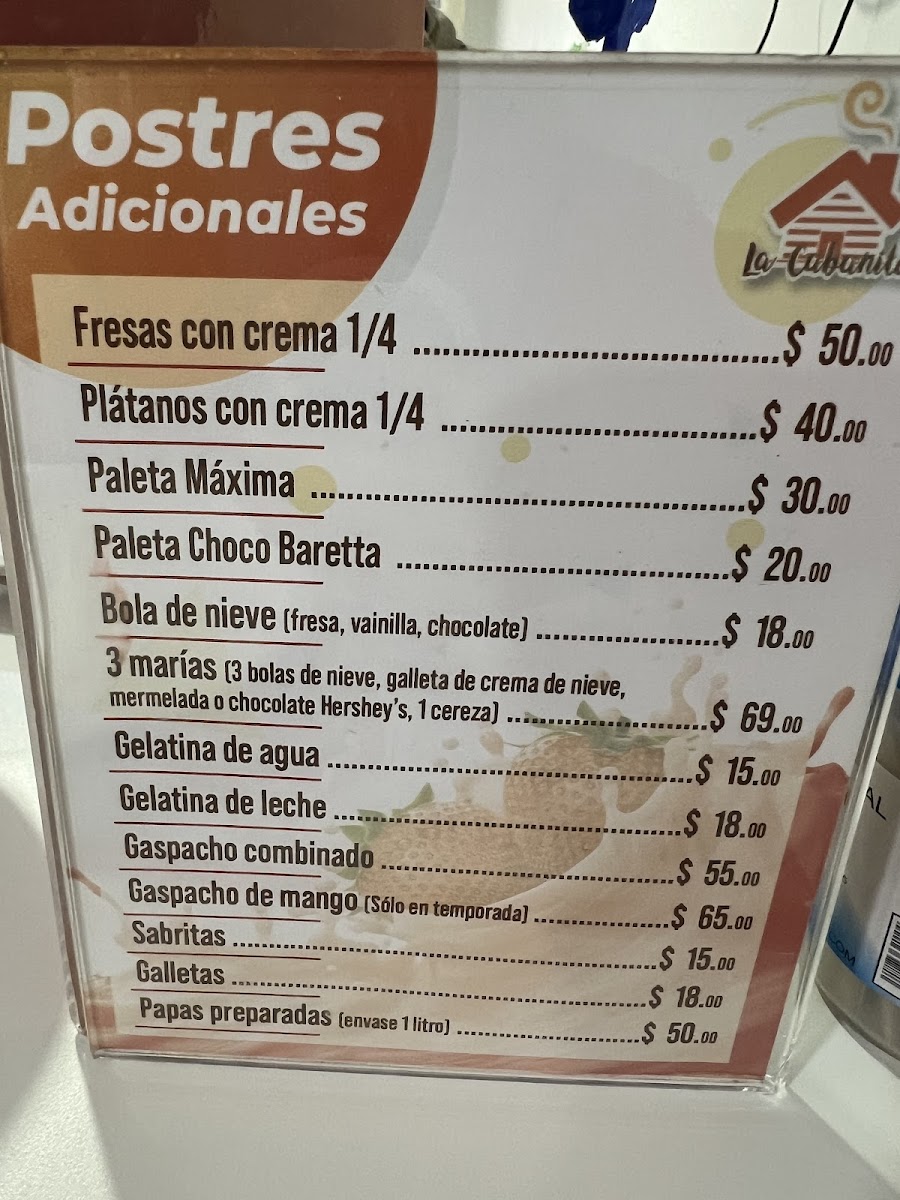 Postres
Adicionales
La Cabañita
Fresas con crema 1/4 ........ $ 50.00
Plátanos con crema 1/4 ........ $ 40.00
Paleta Máxima ........ $ 30.00
Paleta Choco Baretta ........ $ 20.00
Bola de nieve (fresa, vainilla, chocolate) ........ $ 18.00
3 marías (3 bolas de nieve, galleta de crema de nieve,
mermelada o chocolate Hershey's, 1 cereza) ........ $ 69.00
Gelatina de agua ........ $ 15.00
Gelatina de leche ........ $ 18.00
Gaspacho combinado ........ $ 55.00
Gaspacho de mango (Sólo en temporada) ........ $ 65.00
Sabritas ........ $ 15.00
Galletas ........ $ 18.00
Papas preparadas (envase 1 litro) ........ $ 50.00
AL
.COM